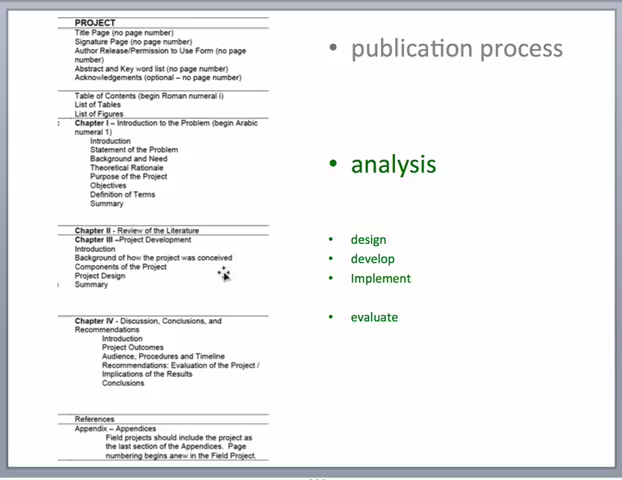 PROJECT
Title Page (no page number)
Signature Page (no page number)
Author Release/Permission to Use Form (no page
number)
Abstract and Key word list (no page number)
Acknowledgements (optional – no page number)
Table of Contents (begin Roman numeral i)
List of Tables
List of Figures
Chapter I – Introduction to the Problem (begin Arabic
numeral 1)
Introduction
Statement of the Problem
Background and Need
Theoretical Rationale
Purpose of the Project
Objectives
Definition of Terms
Summary
Chapter II - Review of the Literature
Chapter III –Project Development
Introduction
Background of how the project was conceived
Components of the Project
Project Design
Summary
Chapter IV - Discussion, Conclusions, and
Recommendations
Introduction
Project Outcomes
Audience, Procedures and Timeline
Recommendations: Evaluation of the Project /
Implications of the Results
Conclusions
References
Appendix – Appendices
Field projects should include the project as
the last section of the Appendices. Page
numbering begins anew in the Field Project.
• publication process
• analysis
• design
• develop
• Implement
• evaluate